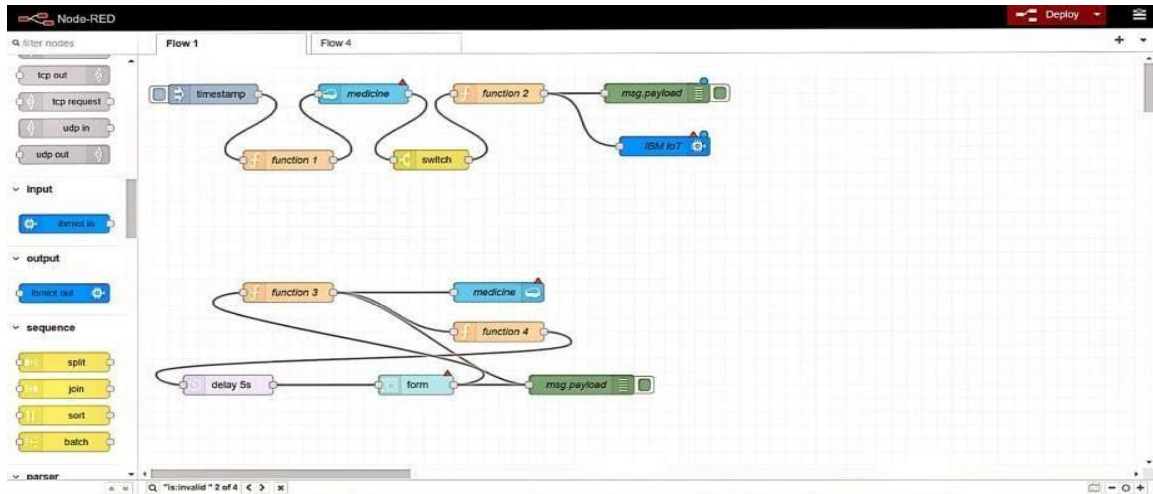 Node-RED
Deploy
filter nodes
Flow 1
Flow 4
tcp out
tcp request
udp in
udp out
input
ibmiot in
output
ibmiot out
sequence
split
join
sort
batch
parser
timestamp
medicine
function 2
msg.payload
function 1
switch
IBM IoT
function 3
medicine
function 4
delay 5s
form
msg.payload
"is:invalid " 2 of 4